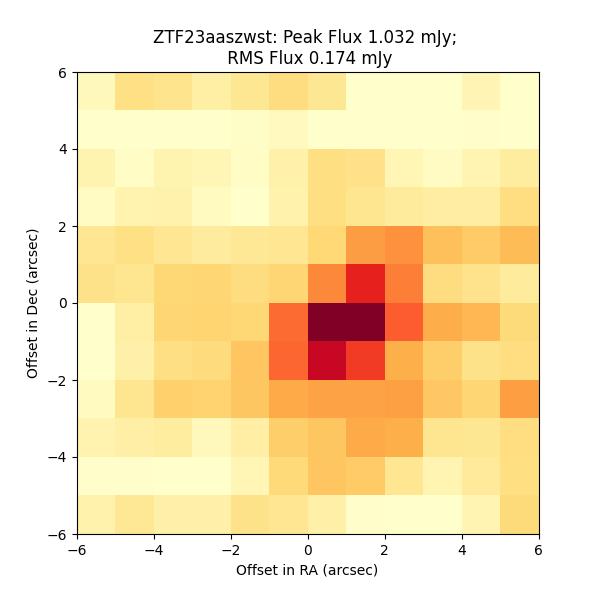 ZTF23aaszwst: Peak Flux 1.032 mJy;
RMS Flux 0.174 mJy
6
4
2
0
−2
−4
−6
Offset in Dec (arcsec)
−6 −4 −2 0 2 4 6
Offset in RA (arcsec)